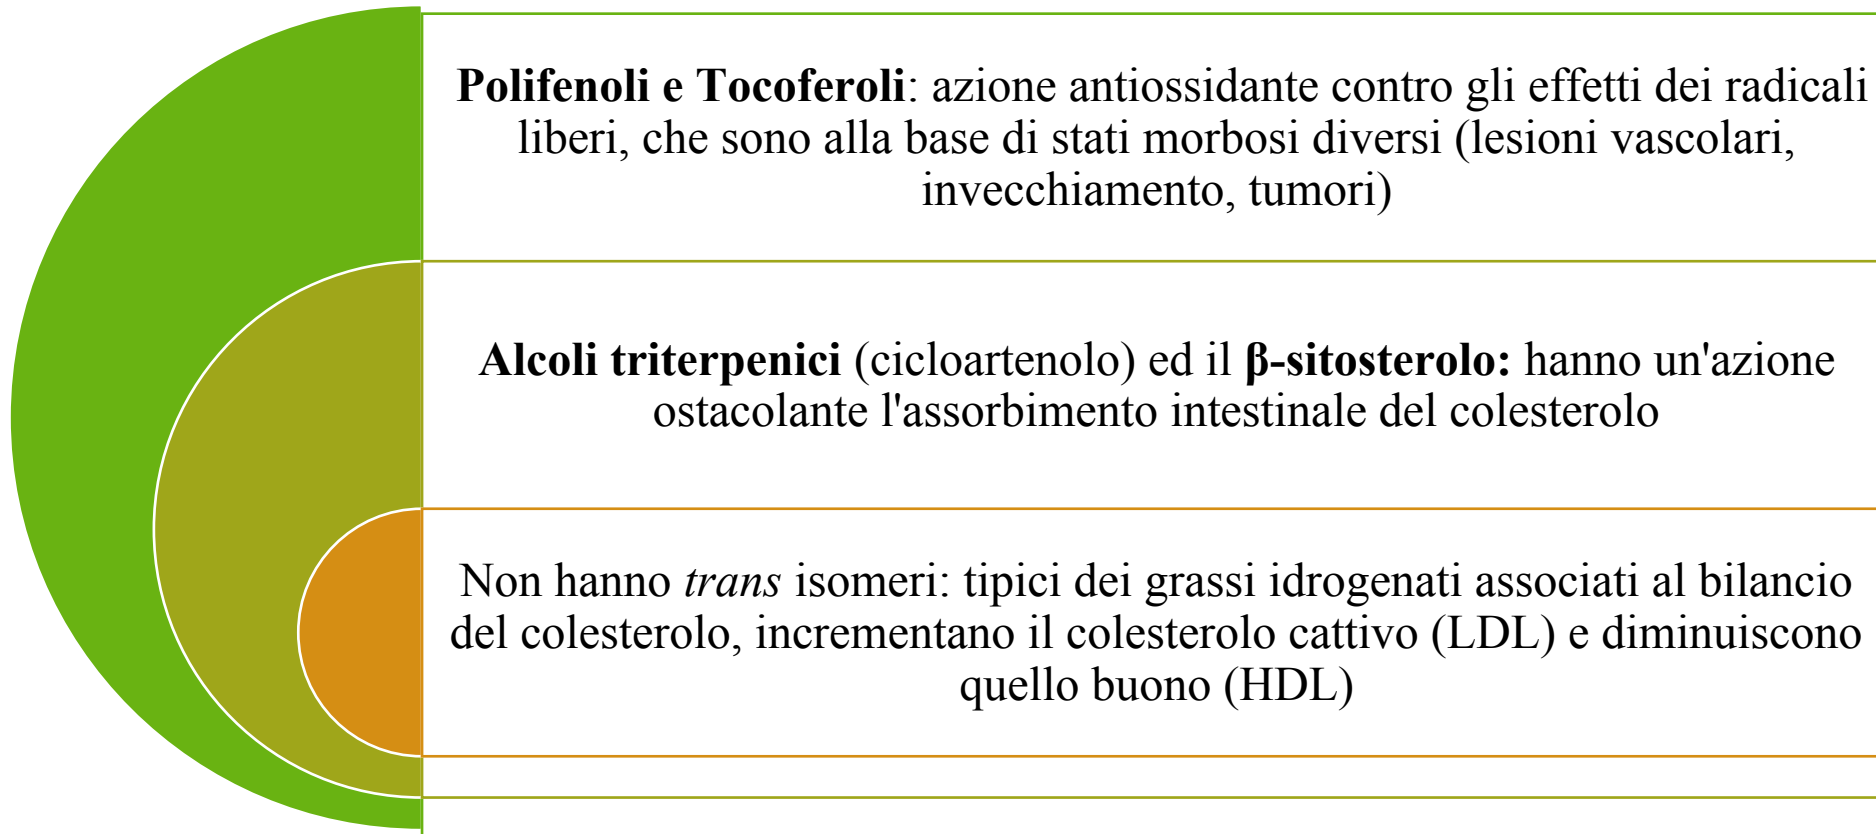 Polifenoli e Tocoferoli: azione antiossidante contro gli effetti dei radicali
liberi, che sono alla base di stati morbosi diversi (lesioni vascolari,
invecchiamento, tumori)
Alcoli triterpenici (cicloartenolo) ed il β-sitosterolo: hanno un'azione
ostacolante l'assorbimento intestinale del colesterolo
Non hanno trans isomeri: tipici dei grassi idrogenati associati al bilancio
del colesterolo, incrementano il colesterolo cattivo (LDL) e diminuiscono
quello buono (HDL)